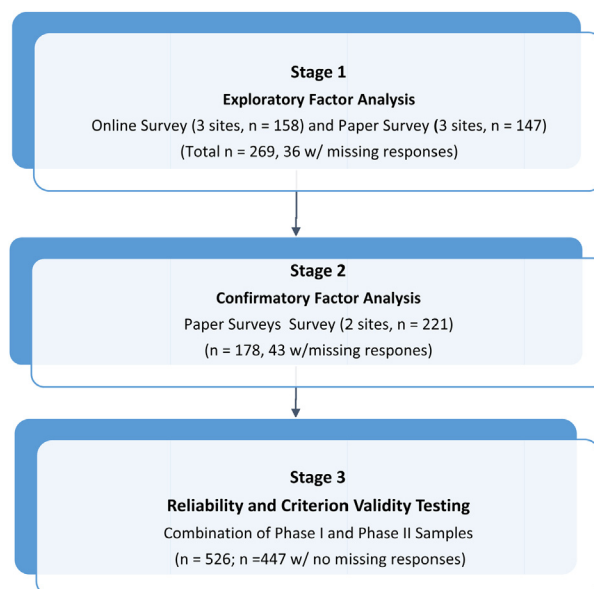 Stage 1
Exploratory Factor Analysis
Online Survey (3 sites, n = 158) and Paper Survey (3 sites, n = 147)
(Total n = 269, 36 w/ missing responses)
Stage 2
Confirmatory Factor Analysis
Paper Surveys Survey (2 sites, n = 221)
(n = 178, 43 w/missing respones)
Stage 3
Reliability and Criterion Validity Testing
Combination of Phase I and Phase II Samples
(n = 526; n =447 w/ no missing responses)